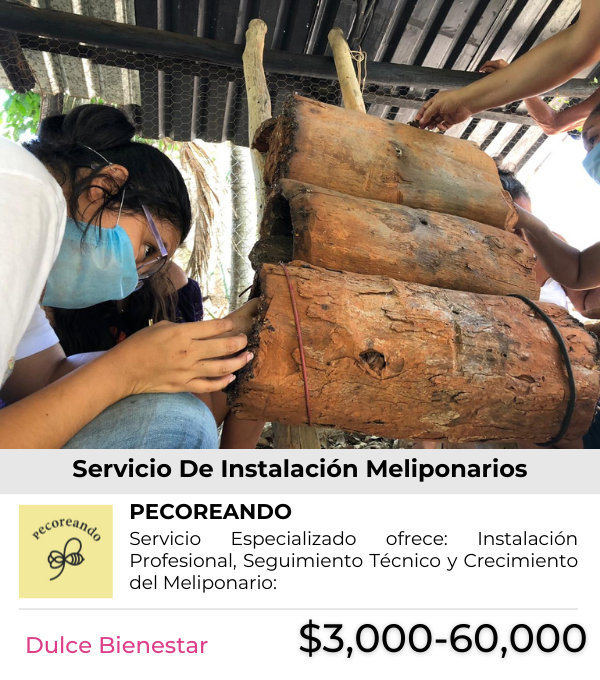 Servicio De Instalación Meliponarios
pecoreando
PECOREANDO
Servicio Especializado ofrece: Instalación
Profesional, Seguimiento Técnico y Crecimiento
del Meliponario:
Dulce Bienestar
$3,000-60,000